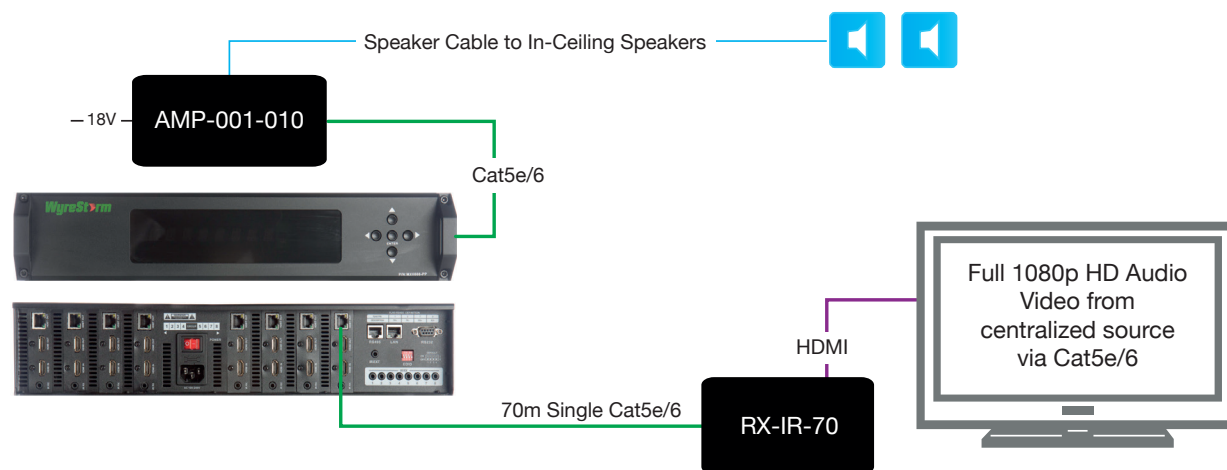 Speaker Cable to In-Ceiling Speakers
18V
AMP-001-010
Cat5e/6
WyreStorm
ENTER
Full 1080p HD Audio
Video from
centralized source
via Cat5e/6
HDMI
70m Single Cat5e/6
RX-IR-70